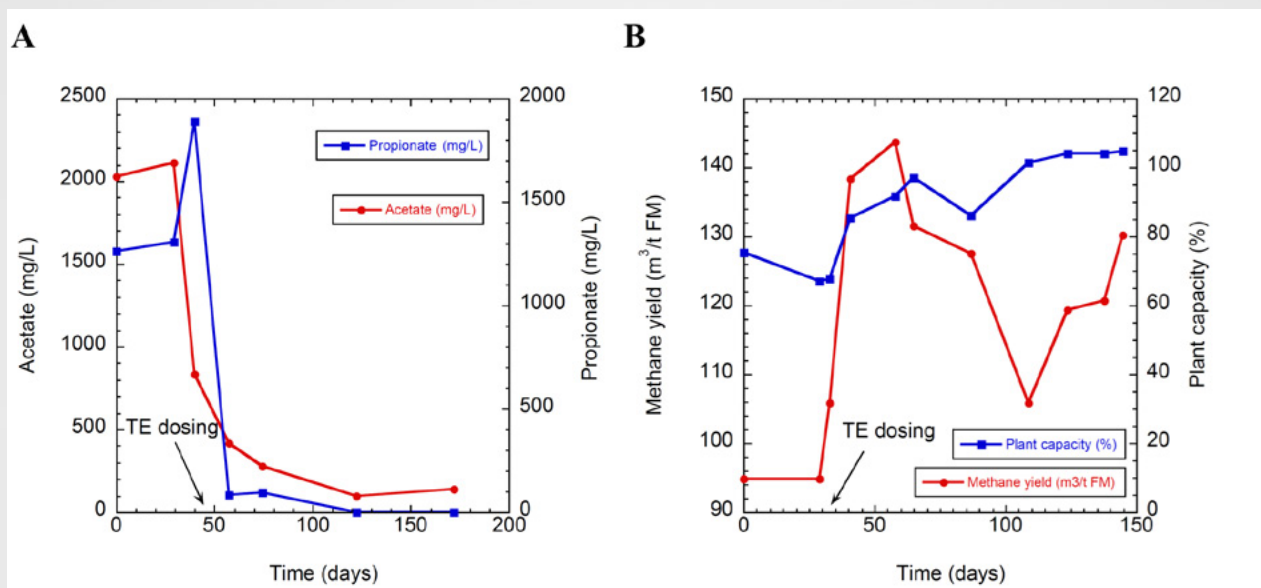 A
B
2500
2000
1500
1000
500
0
2000
1500
1000
500
0
Acetate (mg/L)
Propionate (mg/L)
Propionate (mg/L)
Acetate (mg/L)
TE dosing
0
50
100
150
200
Time (days)
150
140
130
120
110
100
90
120
100
80
60
40
20
0
Methane yield (m³/t FM)
Plant capacity (%)
TE dosing
Plant capacity (%)
Methane yield (m3/t FM)
0
50
100
150
Time (days)